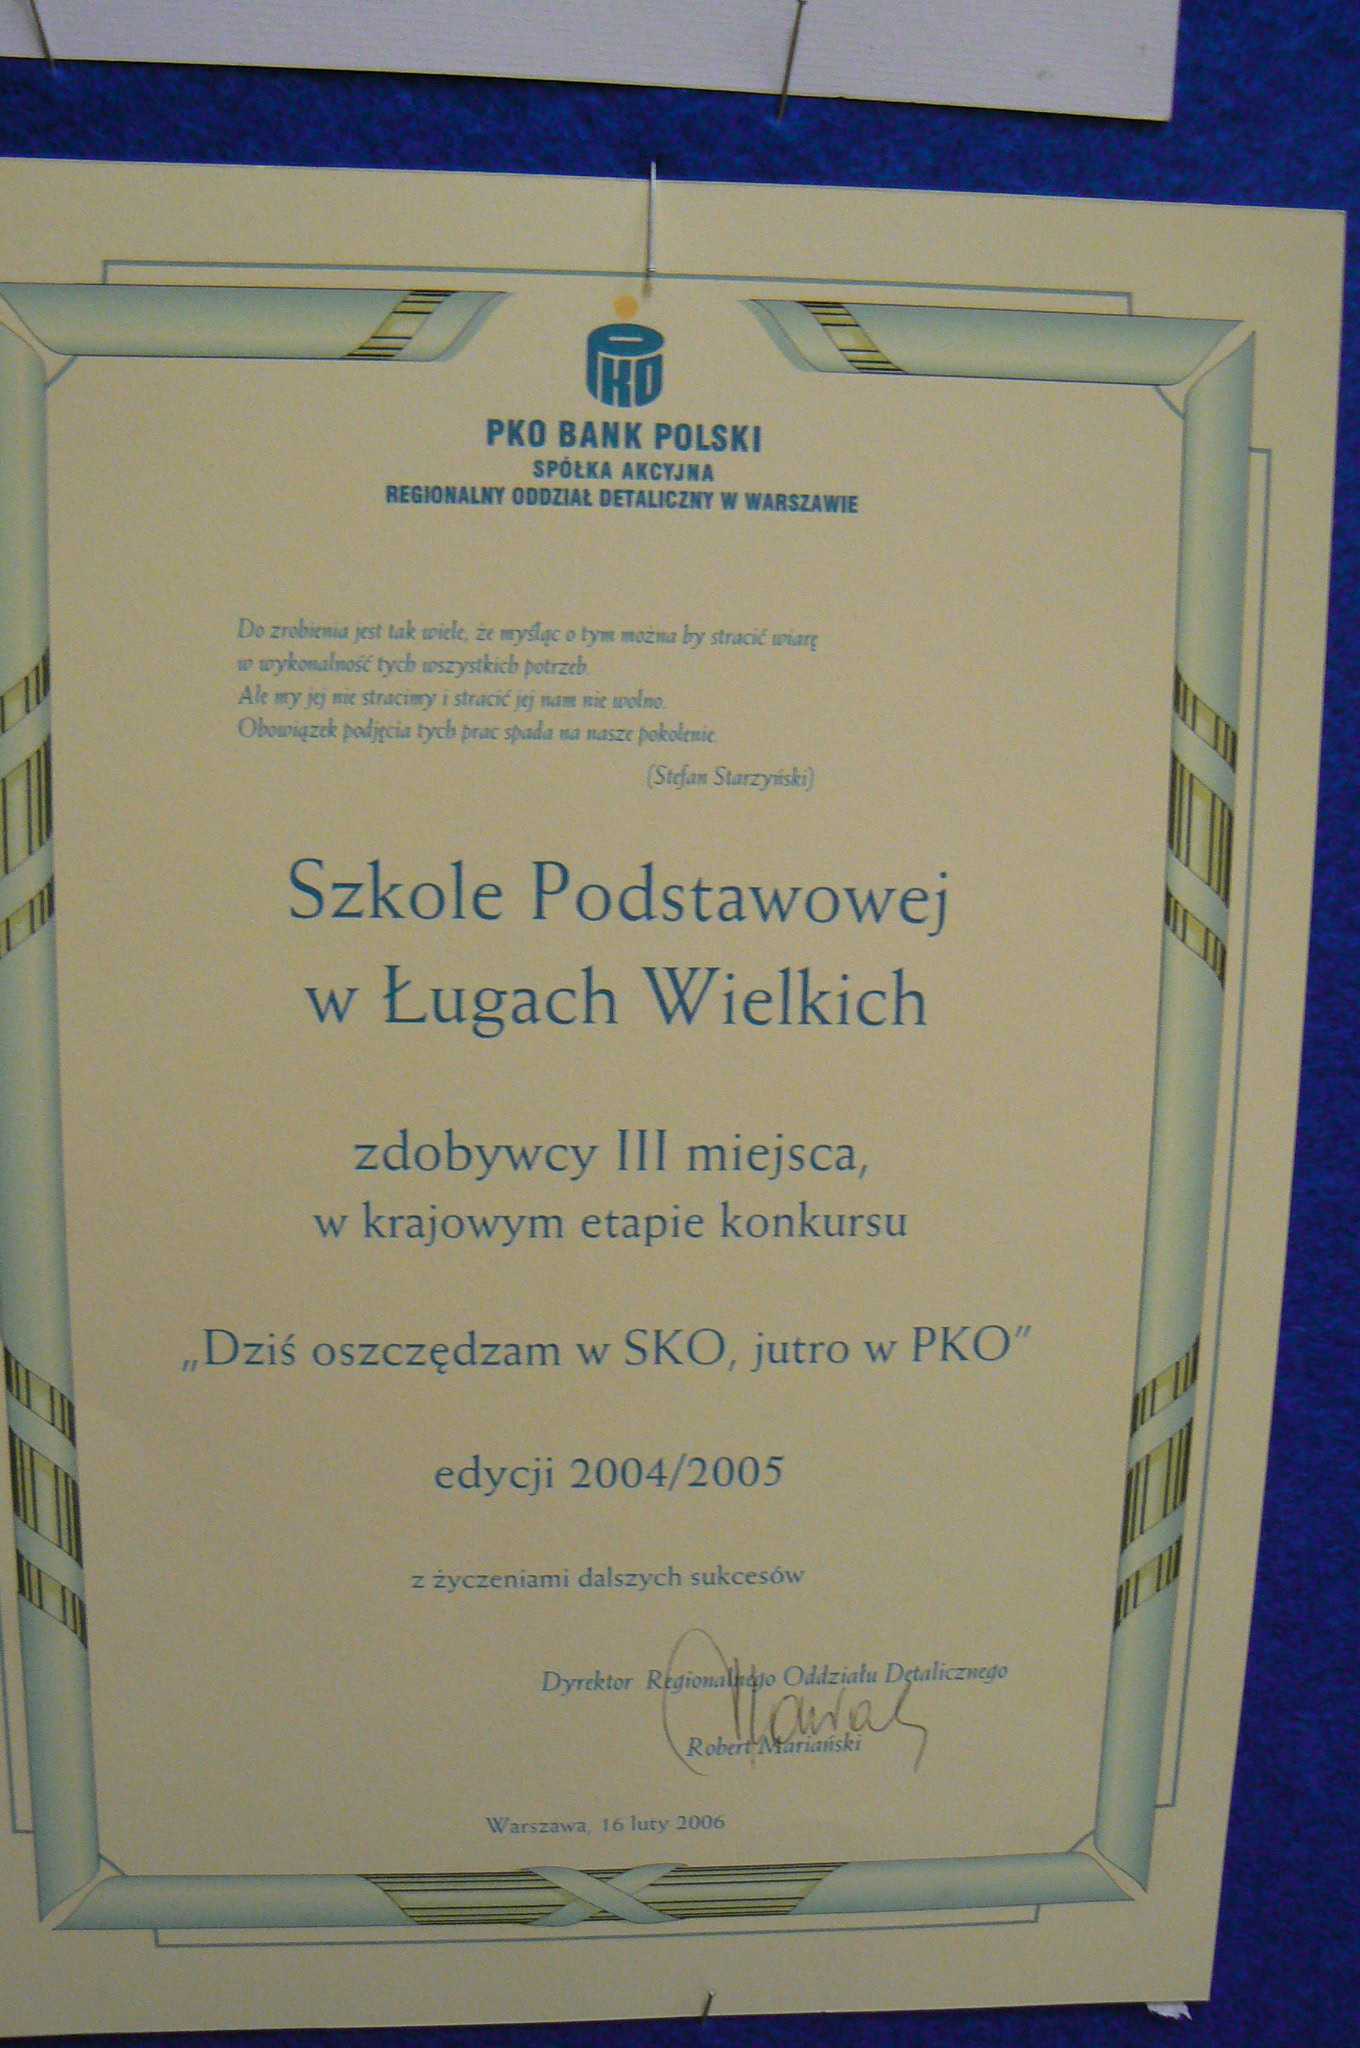 PKO
PKO BANK POLSKI
SPÓŁKA AKCYJNA
REGIONALNY ODDZIAŁ DETALICZNY W WARSZAWIE
Do zrobienia jest tak wiele, że myśląc o tym można by stracić wiarę
w wykonalność tych wszystkich potrzeb.
Ale my jej nie stracimy i stracić jej nam nie wolno.
Obowiązek podjęcia tych prac spada na nasze pokolenie.
(Stefan Starzyński)
Szkole Podstawowej
w Ługach Wielkich
zdobywcy III miejsca,
w krajowym etapie konkursu
„Dziś oszczędzam w SKO, jutro w PKO”
edycji 2004/2005
z życzeniami dalszych sukcesów
Dyrektor Regionalnego Oddziału Detalicznego
Robert Mariański
Warszawa, 16 luty 2006